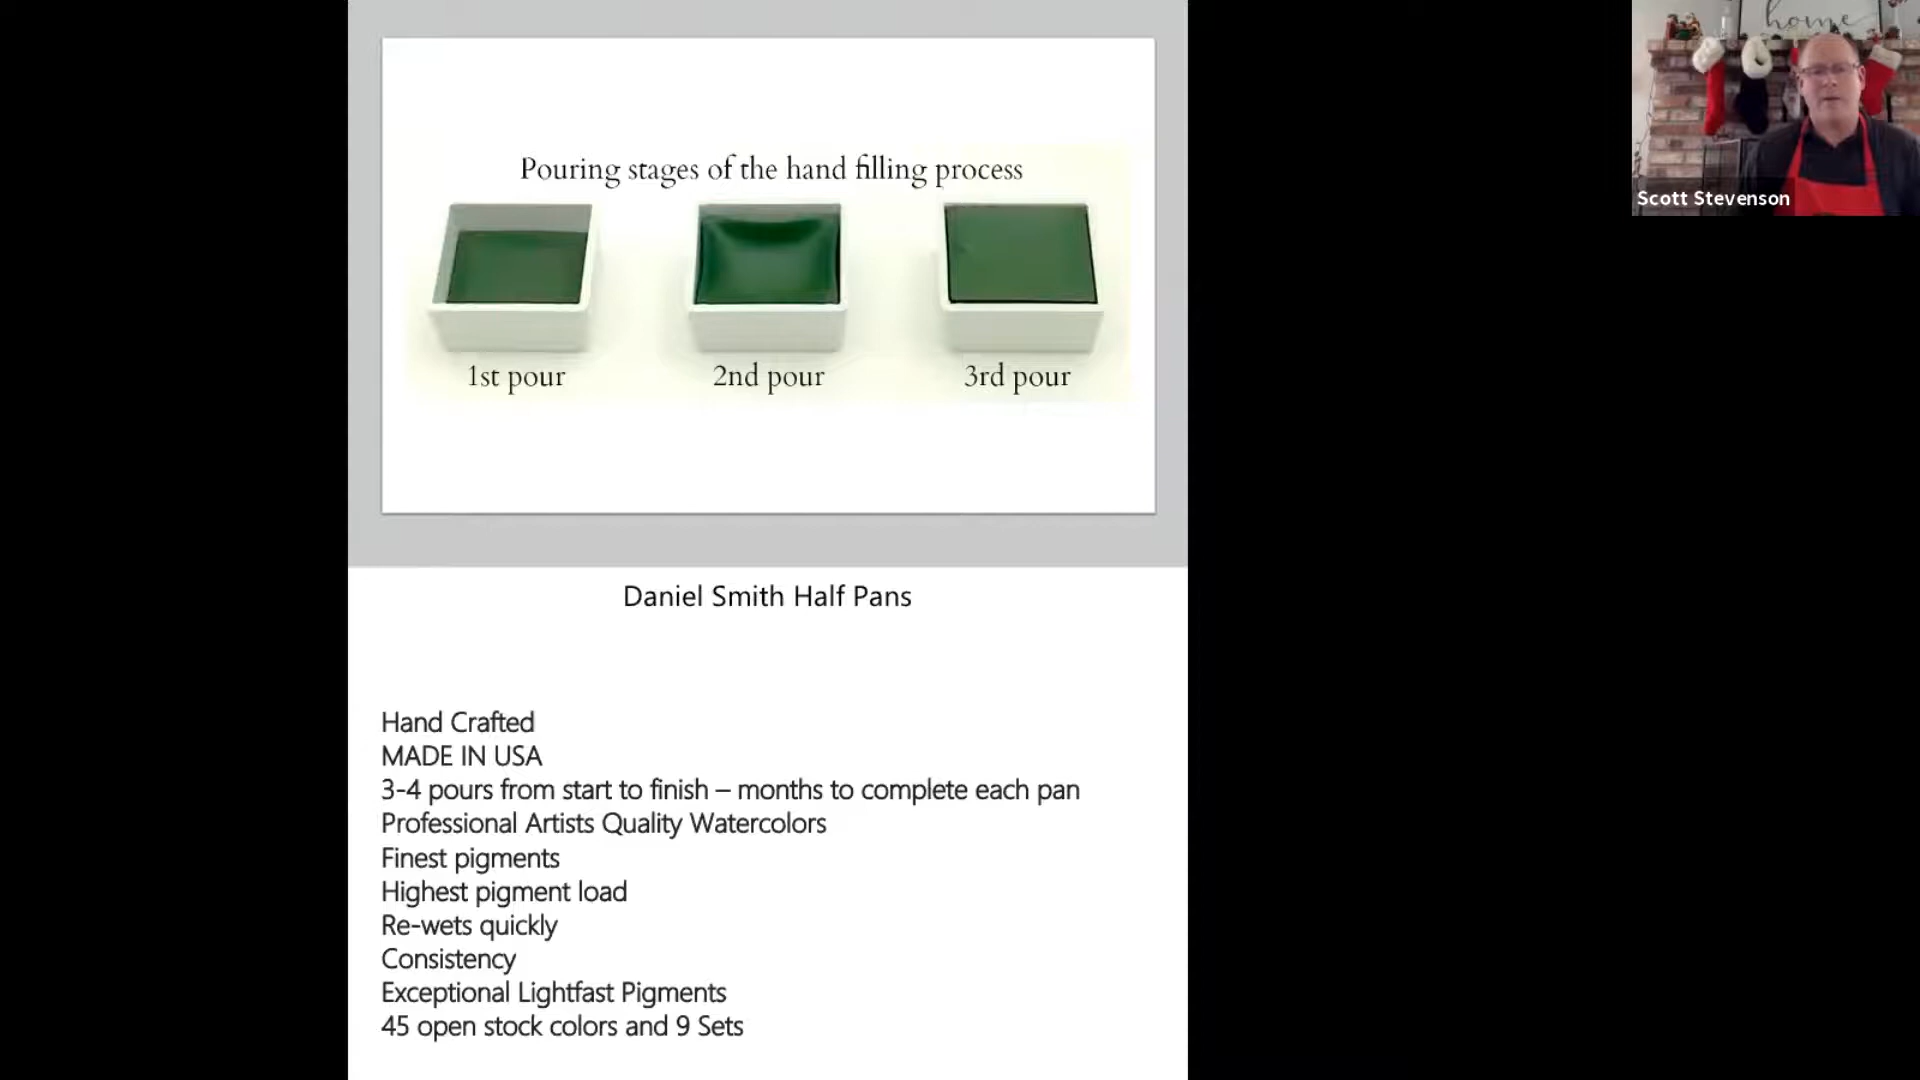 home
Scott Stevenson
Pouring stages of the hand filling process
1st pour
2nd pour
3rd pour
Daniel Smith Half Pans
Hand Crafted
MADE IN USA
3-4 pours from start to finish – months to complete each pan
Professional Artists Quality Watercolors
Finest pigments
Highest pigment load
Re-wets quickly
Consistency
Exceptional Lightfast Pigments
45 open stock colors and 9 Sets